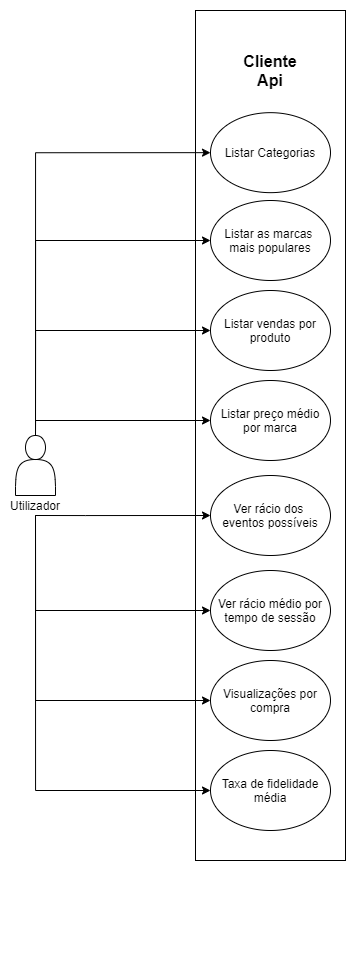 Cliente
Api
Listar Categorias
Listar as marcas
mais populares
Listar vendas por
produto
Listar preço médio
por marca
Utilizador
Ver rácio dos
eventos possíveis
Ver rácio médio por
tempo de sessão
Visualizações por
compra
Taxa de fidelidade
média